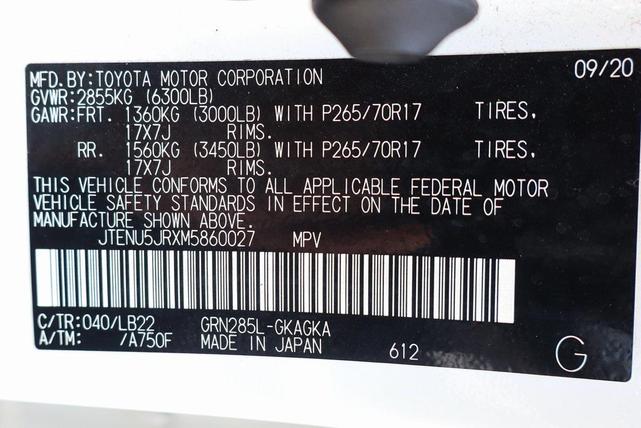 MFD.BY:TOYOTA MOTOR CORPORATION 09/20
GVWR:2855KG (6300LB)
GAWR:FRT. 1360KG (3000LB) WITH P265/70R17 TIRES,
17X7J RIMS.
RR. 1560KG (3450LB) WITH P265/70R17 TIRES,
17X7J RIMS.
THIS VEHICLE CONFORMS TO ALL APPLICABLE FEDERAL MOTOR
VEHICLE SAFETY STANDARDS IN EFFECT ON THE DATE OF
MANUFACTURE SHOWN ABOVE.
JTENU5JRXM5860027 MPV
C/TR:040/LB22 GRN285L-GKAGKA
A/TM: /A750F MADE IN JAPAN 612 G